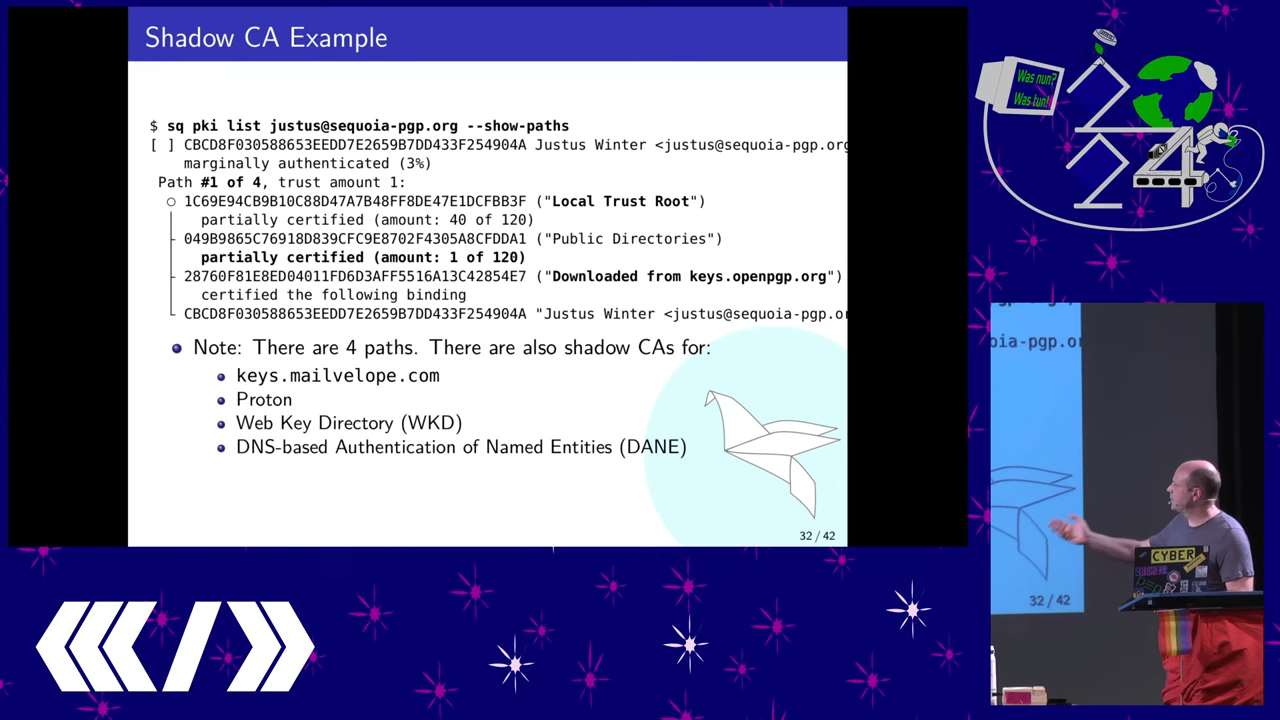 Shadow CA Example
$ sq pki list justus@sequoia-pgp.org --show-paths
[ ] CBCD8F030588653EEDD7E2659B7DD433F254904A Justus Winter <justus@sequoia-pgp.org
marginally authenticated (3%)
Path #1 of 4, trust amount 1:
1C69E94CB9B10C88D47A7B48FF8DE47E1DCFBB3F ("Local Trust Root")
partially certified (amount: 40 of 120)
049B9865C76918D839CFC9E8702F4305A8CFDDA1 ("Public Directories")
partially certified (amount: 1 of 120)
28760F81E8ED04011FD6D3AFF5516A13C42854E7 ("Downloaded from keys.openpgp.org")
certified the following binding
CBCD8F030588653EEDD7E2659B7DD433F254904A "Justus Winter <justus@sequoia-pgp.or
Note: There are 4 paths. There are also shadow CAs for:
keys.mailvelope.com
Proton
Web Key Directory (WKD)
DNS-based Authentication of Named Entities (DANE)
32 / 42
Was nun?
Was tun!
oia-pgp.or
CYBER
32 / 42